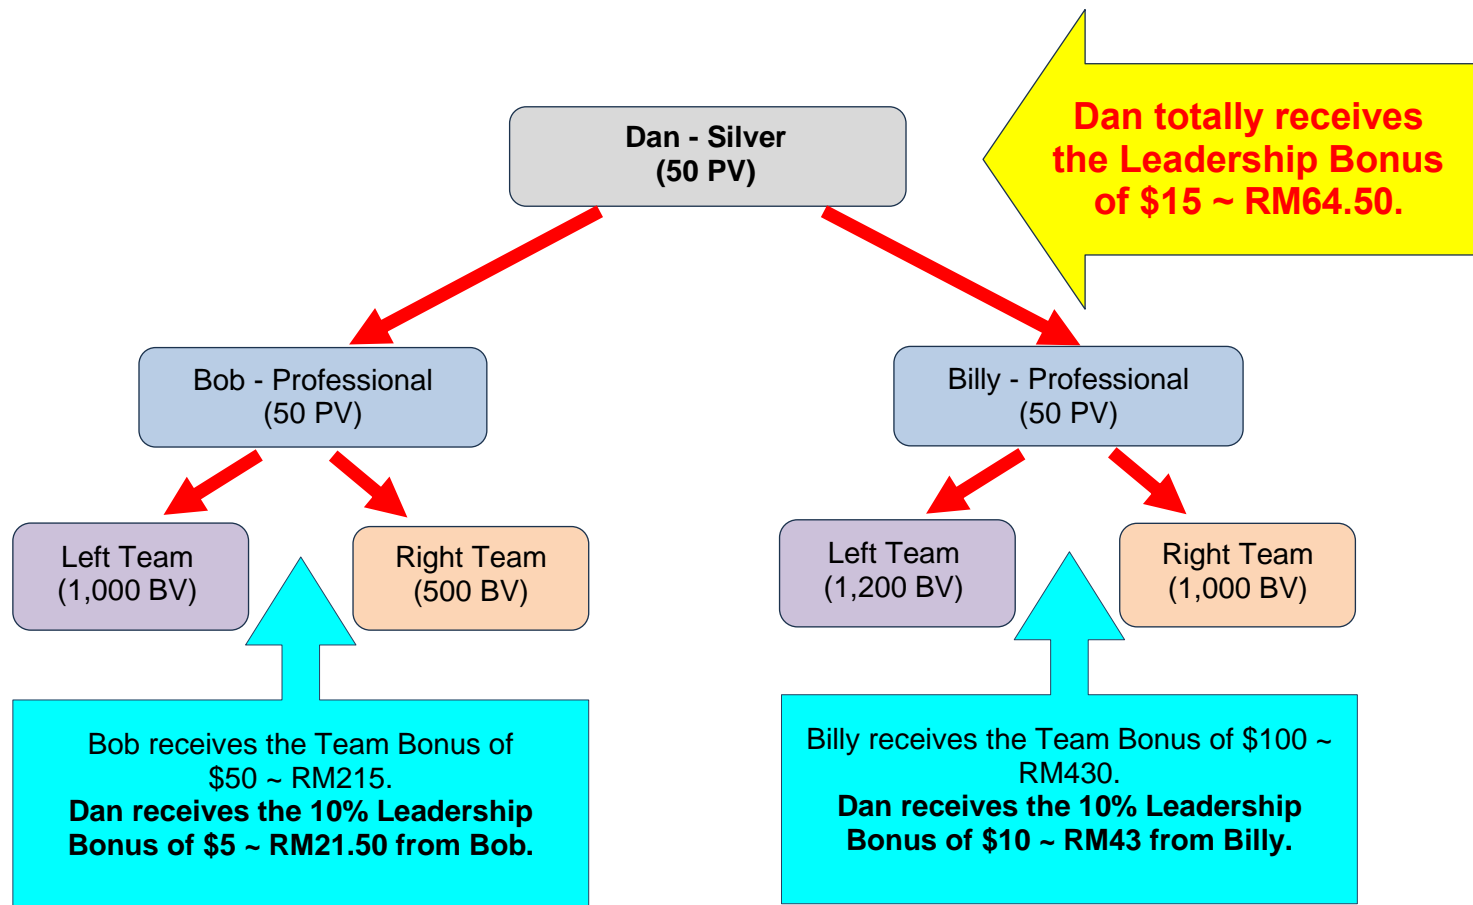 Dan - Silver
(50 PV)
Dan totally receives
the Leadership Bonus
of $15 ~ RM64.50.
Bob - Professional
(50 PV)
Billy - Professional
(50 PV)
Left Team
(1,000 BV)
Right Team
(500 BV)
Left Team
(1,200 BV)
Right Team
(1,000 BV)
Bob receives the Team Bonus of
$50 ~ RM215.
Dan receives the 10% Leadership
Bonus of $5 ~ RM21.50 from Bob.
Billy receives the Team Bonus of $100 ~
RM430.
Dan receives the 10% Leadership
Bonus of $10 ~ RM43 from Billy.